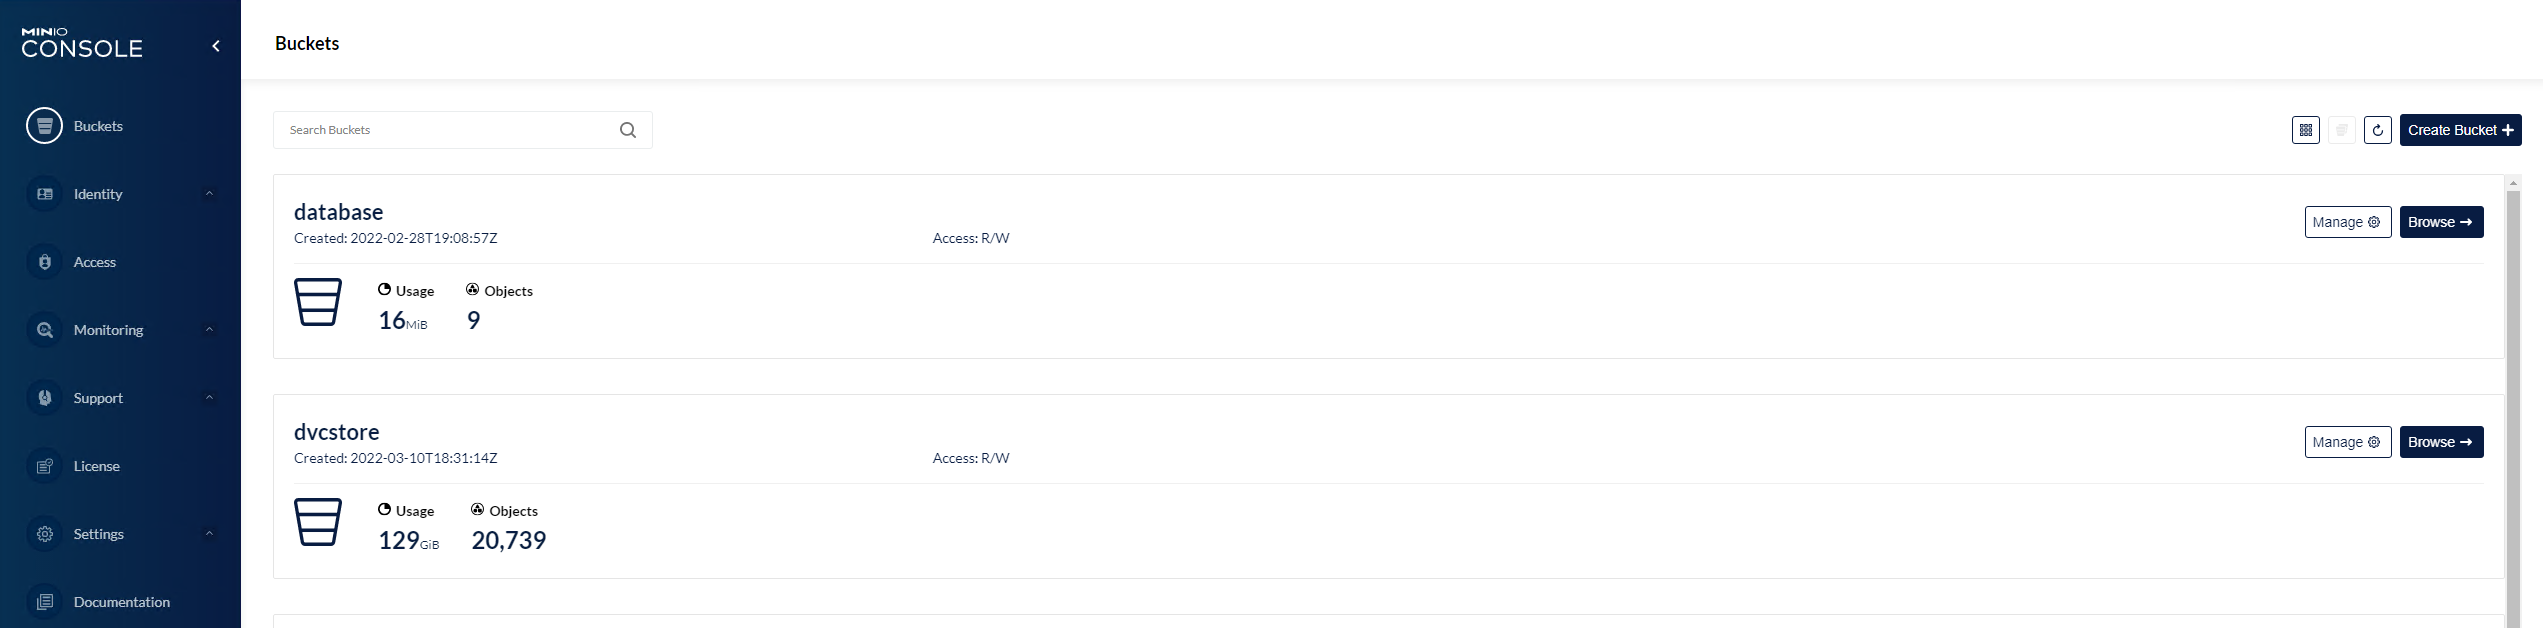 MINIO
CONSOLE
Buckets
Identity
Access
Monitoring
Support
License
Settings
Documentation
Buckets
Search Buckets
Create Bucket
database
Created: 2022-02-28T19:08:57Z
Access: R/W
Manage
Browse
Usage
Objects
16MiB
9
dvcstore
Created: 2022-03-10T18:31:14Z
Access: R/W
Manage
Browse
Usage
Objects
129GiB
20,739